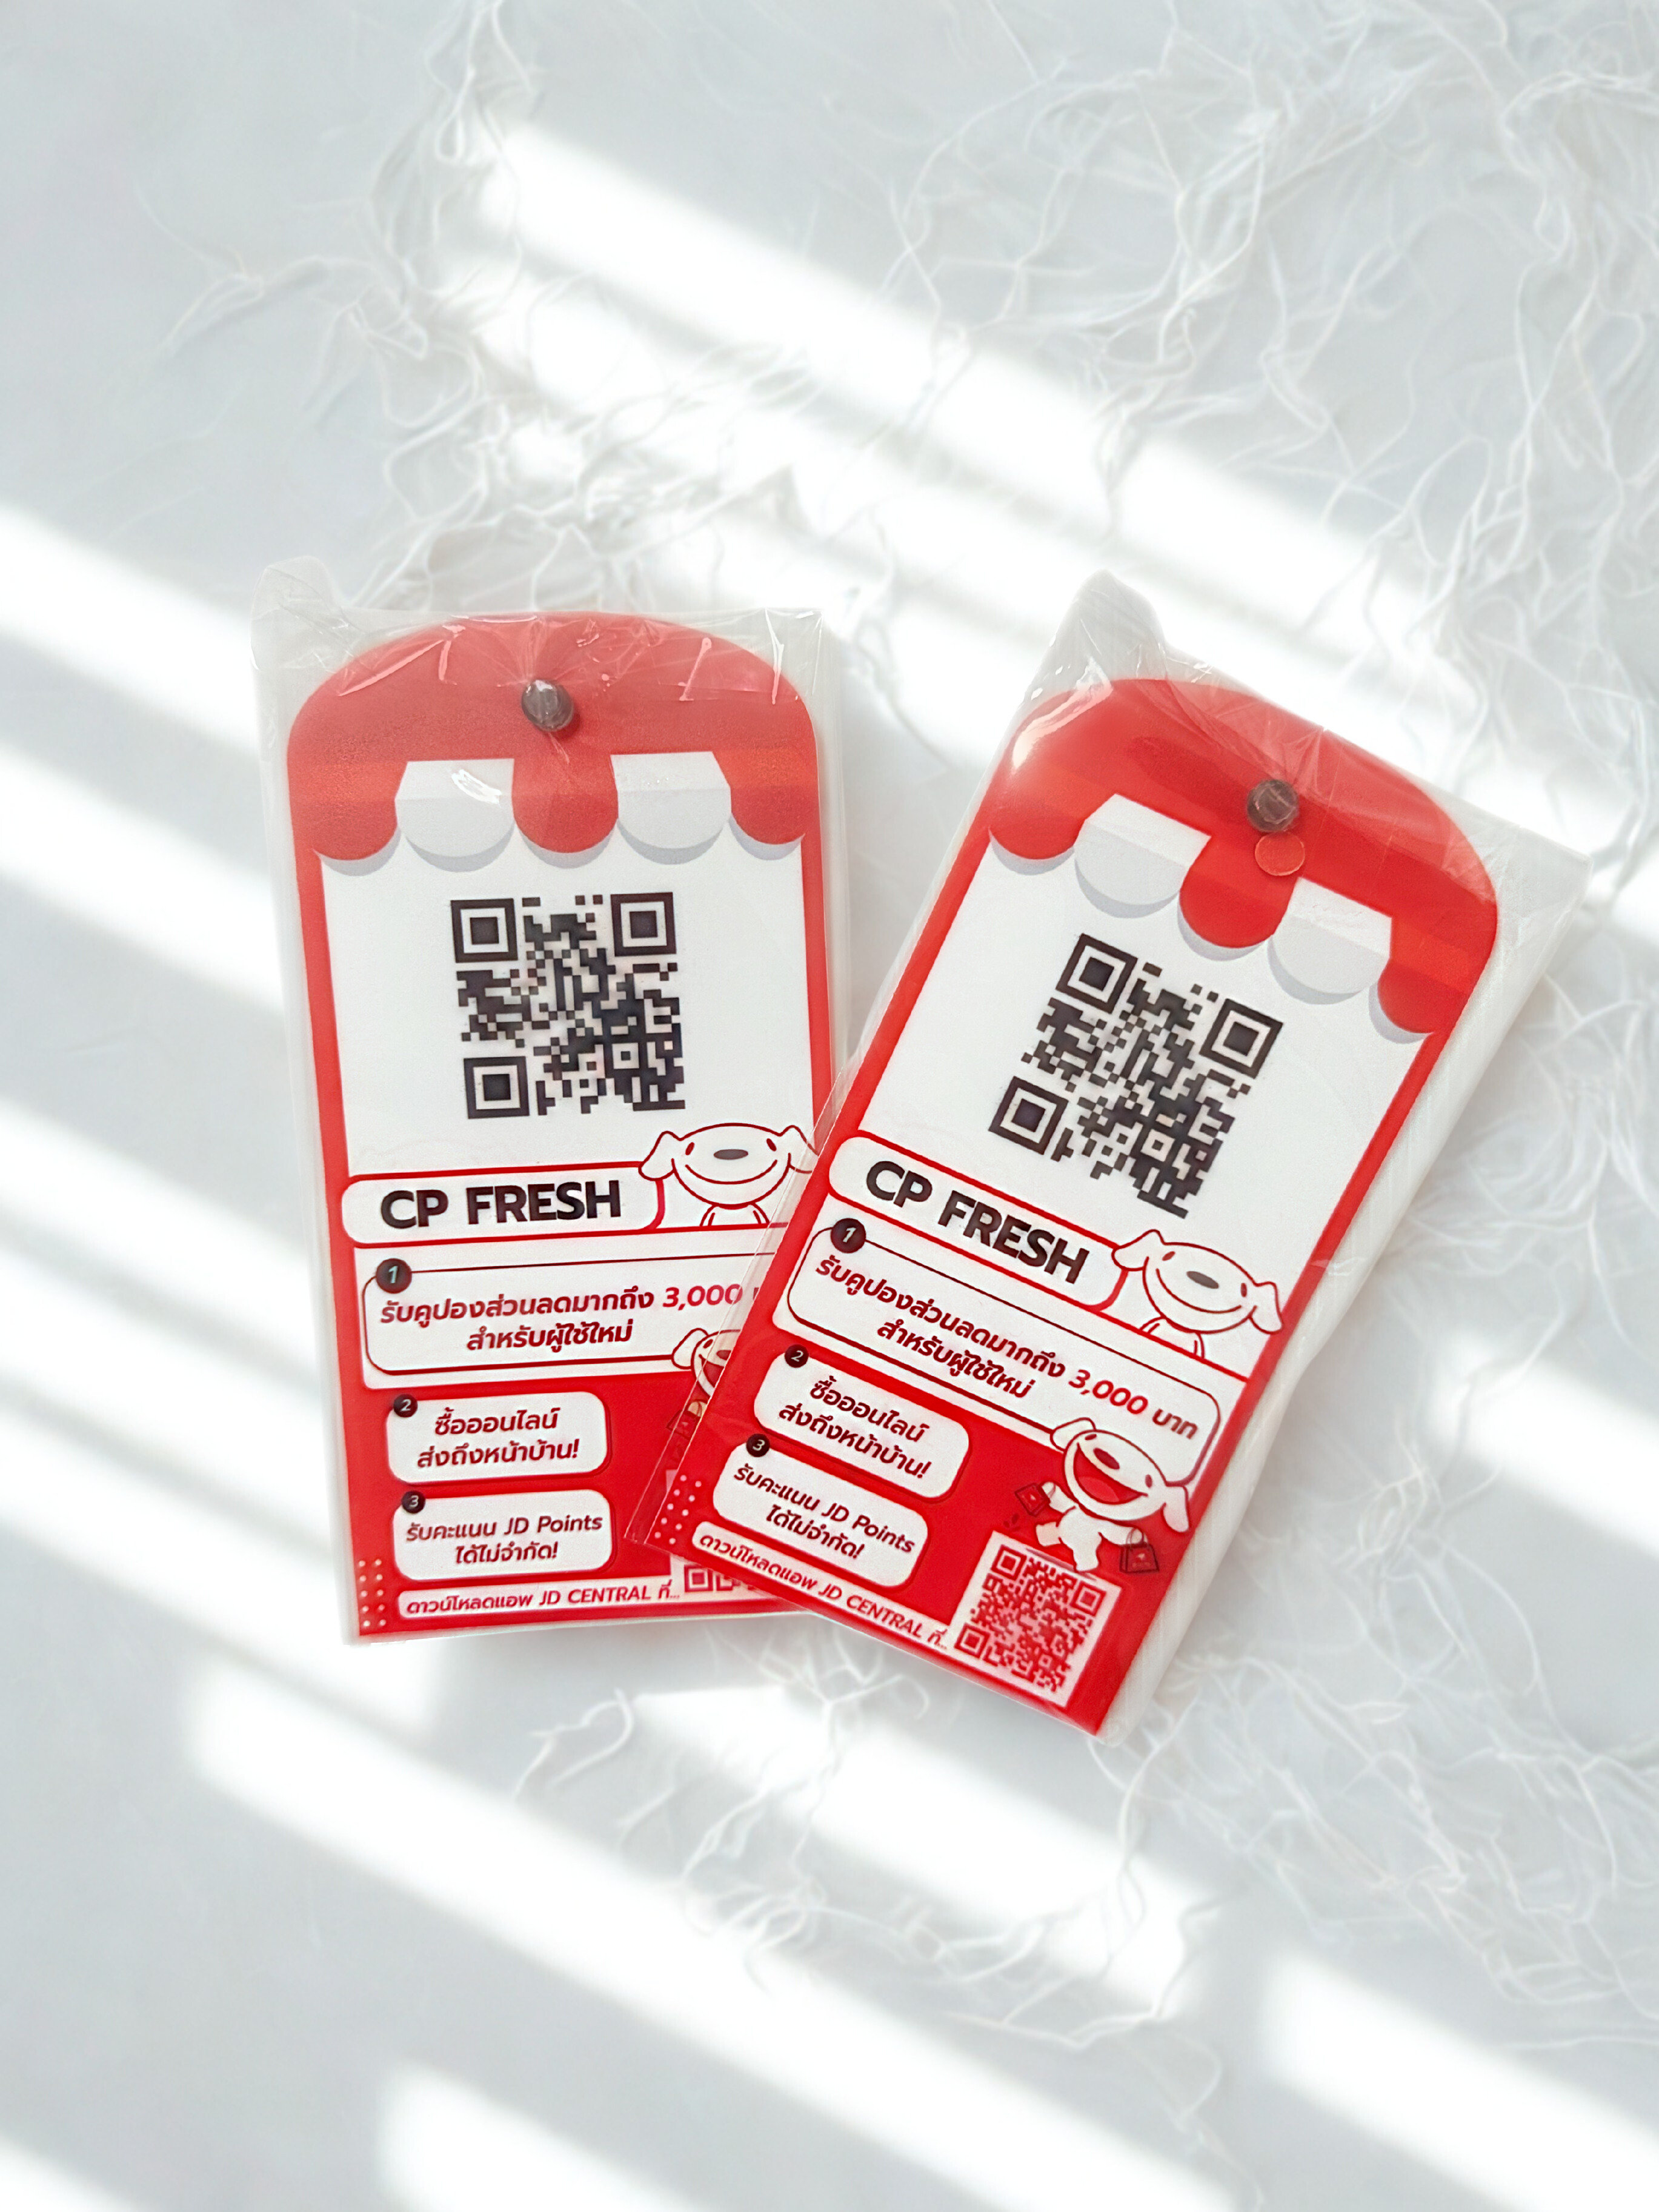 CP FRESH
1
รับคูปองส่วนลดมากถึง 3,000
สำหรับผู้ใช้ใหม่
2
ซื้อออนไลน์
ส่งถึงหน้าบ้าน!
3
รับคะแนน JD Points
ได้ไม่จำกัด!
ดาวน์โหลดแอพ JD CENTRAL ที่...
CP FRESH
1
รับคูปองส่วนลดมากถึง 3,000 บาท
สำหรับผู้ใช้ใหม่
2
ซื้อออนไลน์
ส่งถึงหน้าบ้าน!
3
รับคะแนน JD Points
ได้ไม่จำกัด!
ดาวน์โหลดแอพ JD CENTRAL ที่...